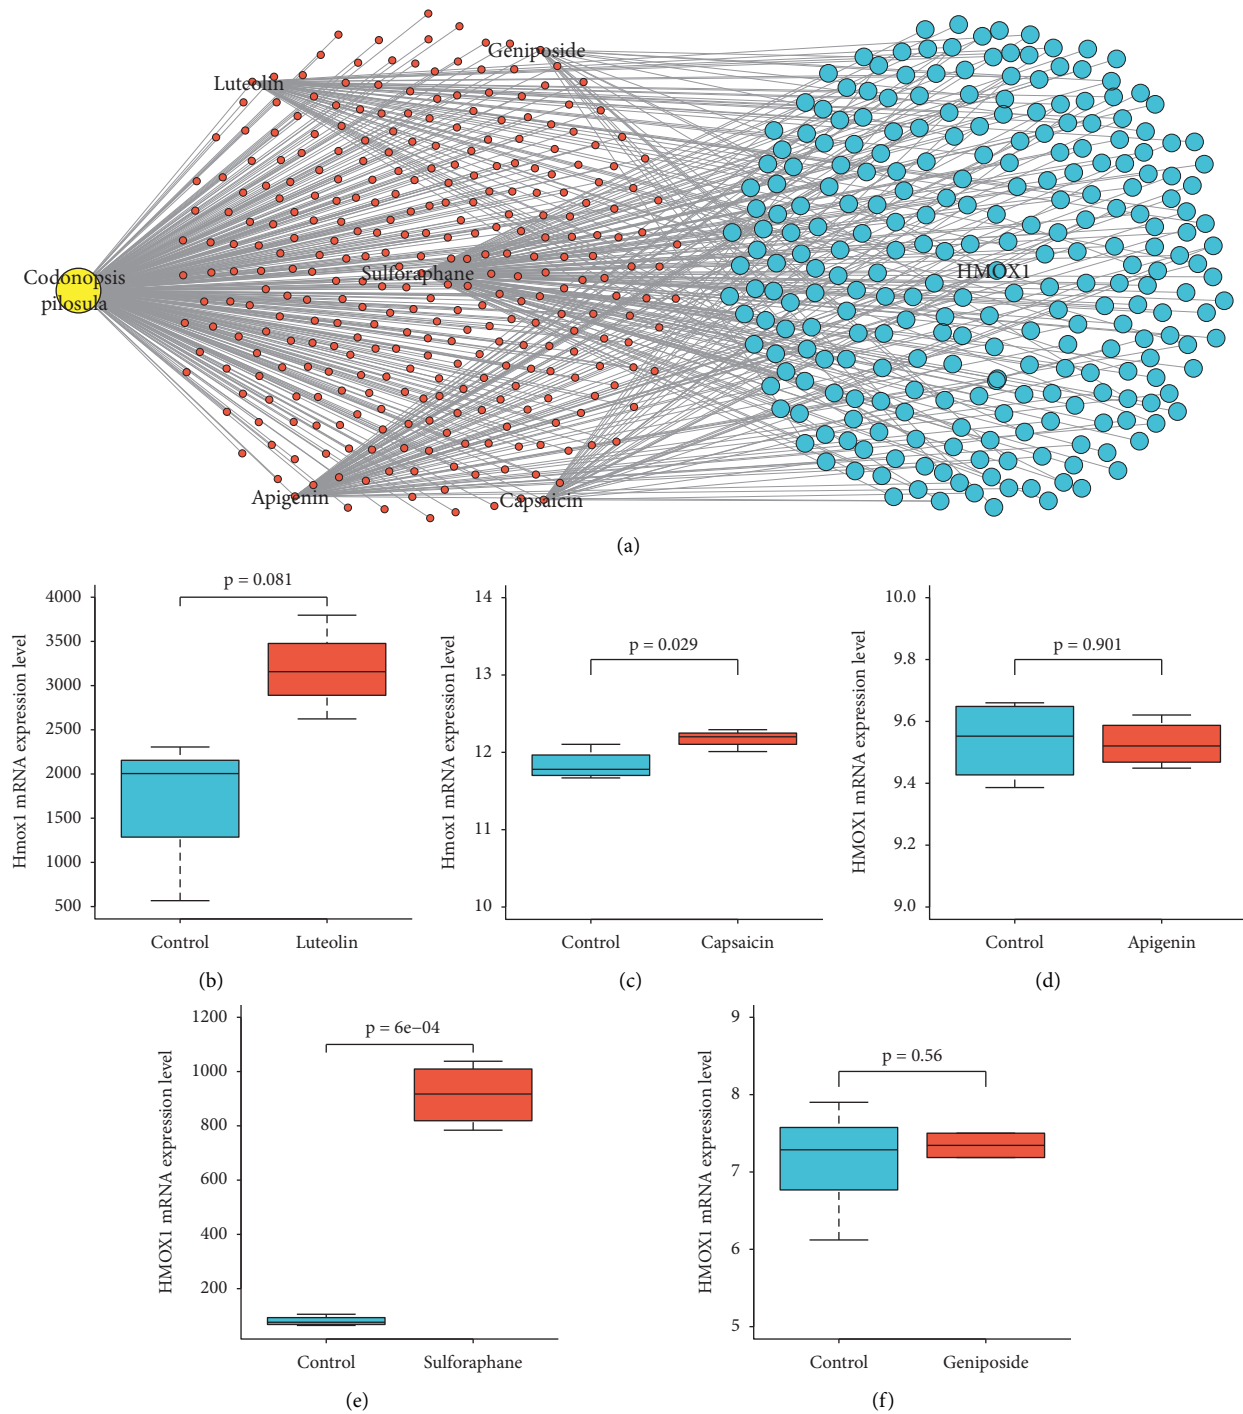 Geniposide
Luteolin
Sulforaphane
HMOX1
Codonopsis
pilosula
Apigenin
Capsaicin
(a)
p = 0.081
4000
3500
3000
2500
2000
1500
1000
500
Hmox1 mRNA expression level
Control
Luteolin
(b)
p = 0.029
14
13
12
11
10
Hmox1 mRNA expression level
Control
Capsaicin
(c)
p = 0.901
10.0
9.8
9.6
9.4
9.2
9.0
HMOX1 mRNA expression level
Control
Apigenin
(d)
p = 6e−04
1200
1000
800
600
400
200
HMOX1 mRNA expression level
Control
Sulforaphane
(e)
p = 0.56
9
8
7
6
5
HMOX1 mRNA expression level
Control
Geniposide
(f)